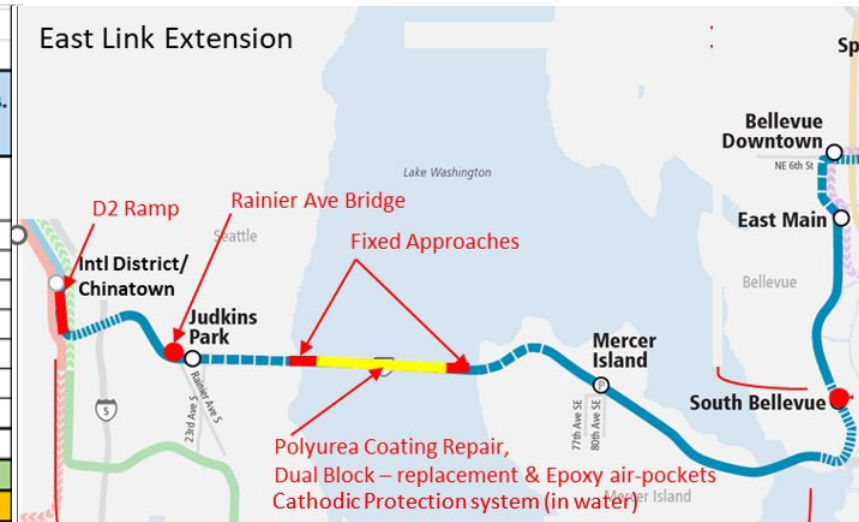 East Link Extension
Sp
s.
Bellevue
Downtown
NE 6th St
Lake Washington
D2 Ramp
Rainier Ave Bridge
East Main
Seattle
Fixed Approaches
Intl District/
Chinatown
Bellevue
Judkins
Park
Mercer
Island
P
South Bellevue
5
23rd Ave S
Rainier Ave S
77th Ave SE
80th Ave SE
Polyurea Coating Repair,
Dual Block – replacement & Epoxy air-pockets
Cathodic Protection system (in water)
Mercer Island